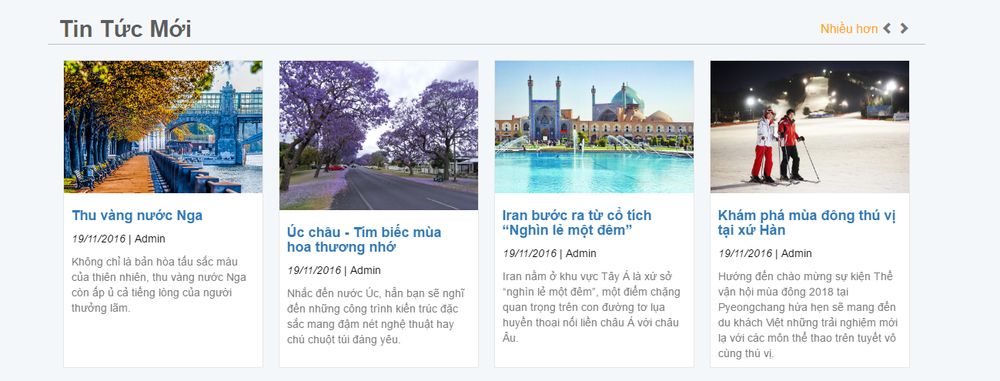 Tin Tức Mới
Nhiều hơn
Thu vàng nước Nga
19/11/2016 | Admin
Không chỉ là bản hòa tấu sắc màu
của thiên nhiên, thu vàng nước Nga
còn ấp ủ cả tiếng lòng của người
thưởng lãm.
Úc châu - Tím biếc mùa
hoa thương nhớ
19/11/2016 | Admin
Nhắc đến nước Úc, hẳn bạn sẽ nghĩ
đến những công trình kiến trúc đặc
sắc mang đậm nét nghệ thuật hay
chú chuột túi đáng yêu.
Iran bước ra từ cổ tích
“Nghìn lẻ một đêm”
19/11/2016 | Admin
Iran nằm ở khu vực Tây Á là xứ sở
“nghìn lẻ một đêm”, một điểm chặng
quan trọng trên con đường tơ lụa
huyền thoại nối liền châu Á với châu
Âu.
Khám phá mùa đông thú vị
tại xứ Hàn
19/11/2016 | Admin
Hướng đến chào mừng sự kiện Thế
vận hội mùa đông 2018 tại
Pyeongchang hứa hẹn sẽ mang đến
du khách Việt những trải nghiệm mới
lạ với các môn thể thao trên tuyết vô
cùng thú vị.